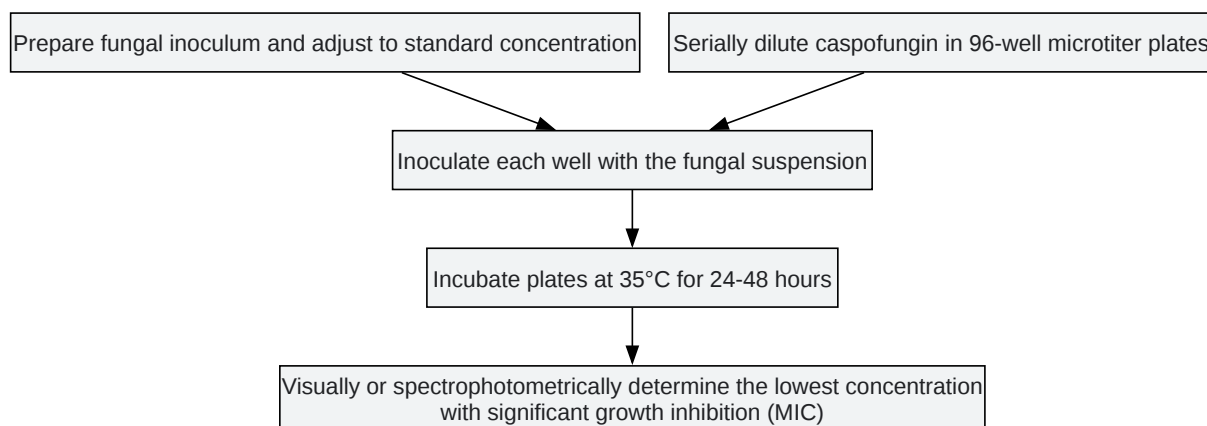 Prepare fungal inoculum and adjust to standard concentration
Serially dilute caspofungin in 96-well microtiter plates
Inoculate each well with the fungal suspension
Incubate plates at 35°C for 24-48 hours
Visually or spectrophotometrically determine the lowest concentration
with significant growth inhibition (MIC)